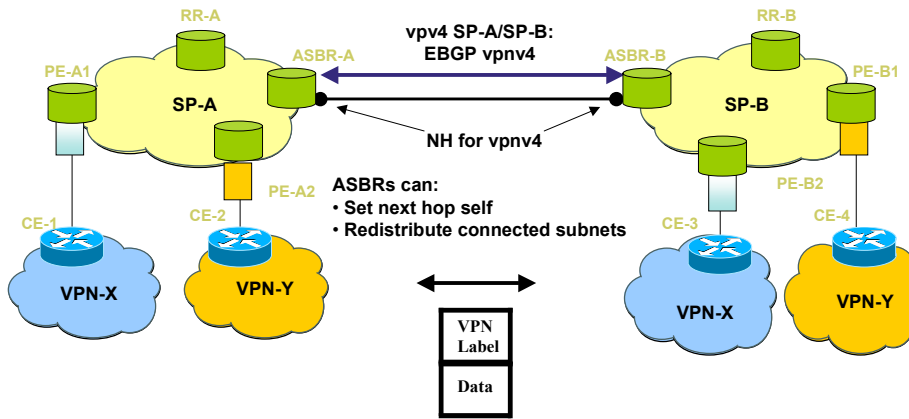 RR-A
vpv4 SP-A/SP-B:
EBGP vpnv4
RR-B
ASBR-A
ASBR-B
PE-A1
PE-B1
SP-A
SP-B
NH for vpnv4
PE-A2
PE-B2
ASBRs can:
• Set next hop self
• Redistribute connected subnets
CE-1
CE-2
CE-3
CE-4
VPN-X
VPN-Y
VPN-X
VPN-Y
VPN
Label
Data